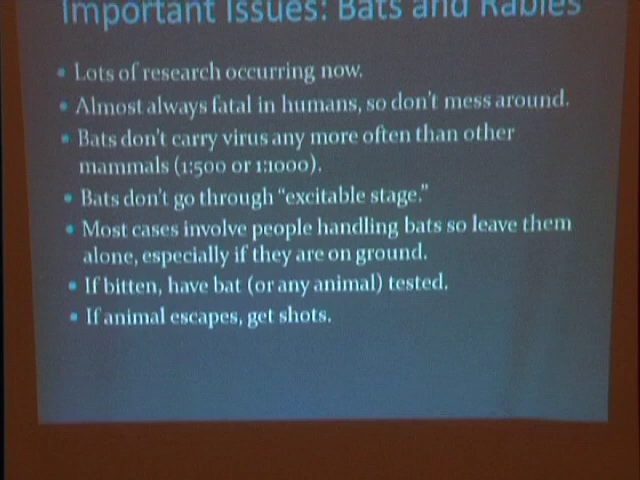 Important Issues: Bats and Rabies
• Lots of research occurring now.
• Almost always fatal in humans, so don't mess around.
• Bats don't carry virus any more often than other
mammals (1:500 or 1:1000).
• Bats don't go through "excitable stage."
• Most cases involve people handling bats so leave them
alone, especially if they are on ground.
• If bitten, have bat (or any animal) tested.
• If animal escapes, get shots.